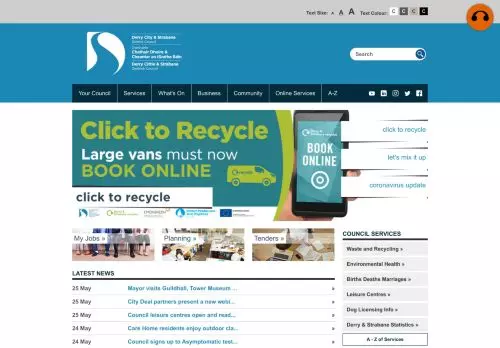 Text Size: A A A Text Colour: C C C C
Derry City & Strabane
District Council
Comhairle
Chathair Dhoire &
Cheantar an tSratha Báin
Derry Cittie & Stràbane
Destrick Cooncil
Search
Your Council Services What's On Business Community Online Services A-Z
Click to Recycle
Large vans must now
BOOK ONLINE
click to recycle
BOOK
ONLINE
click to recycle
let's mix it up
coronavirus update
My Jobs »
Planning »
Tenders »
LATEST NEWS
25 May Mayor visits Guildhall, Tower Museum ... »
25 May City Deal partners present a new webi... »
25 May Council leisure centres open and read... »
24 May Care Home residents enjoy outdoor cla... »
24 May Council signs up to Asymptomatic test... »
COUNCIL SERVICES
Waste and Recycling »
Environmental Health »
Births Deaths Marriages »
Leisure Centres »
Dog Licensing Info »
Derry & Strabane Statistics »
A - Z of Services